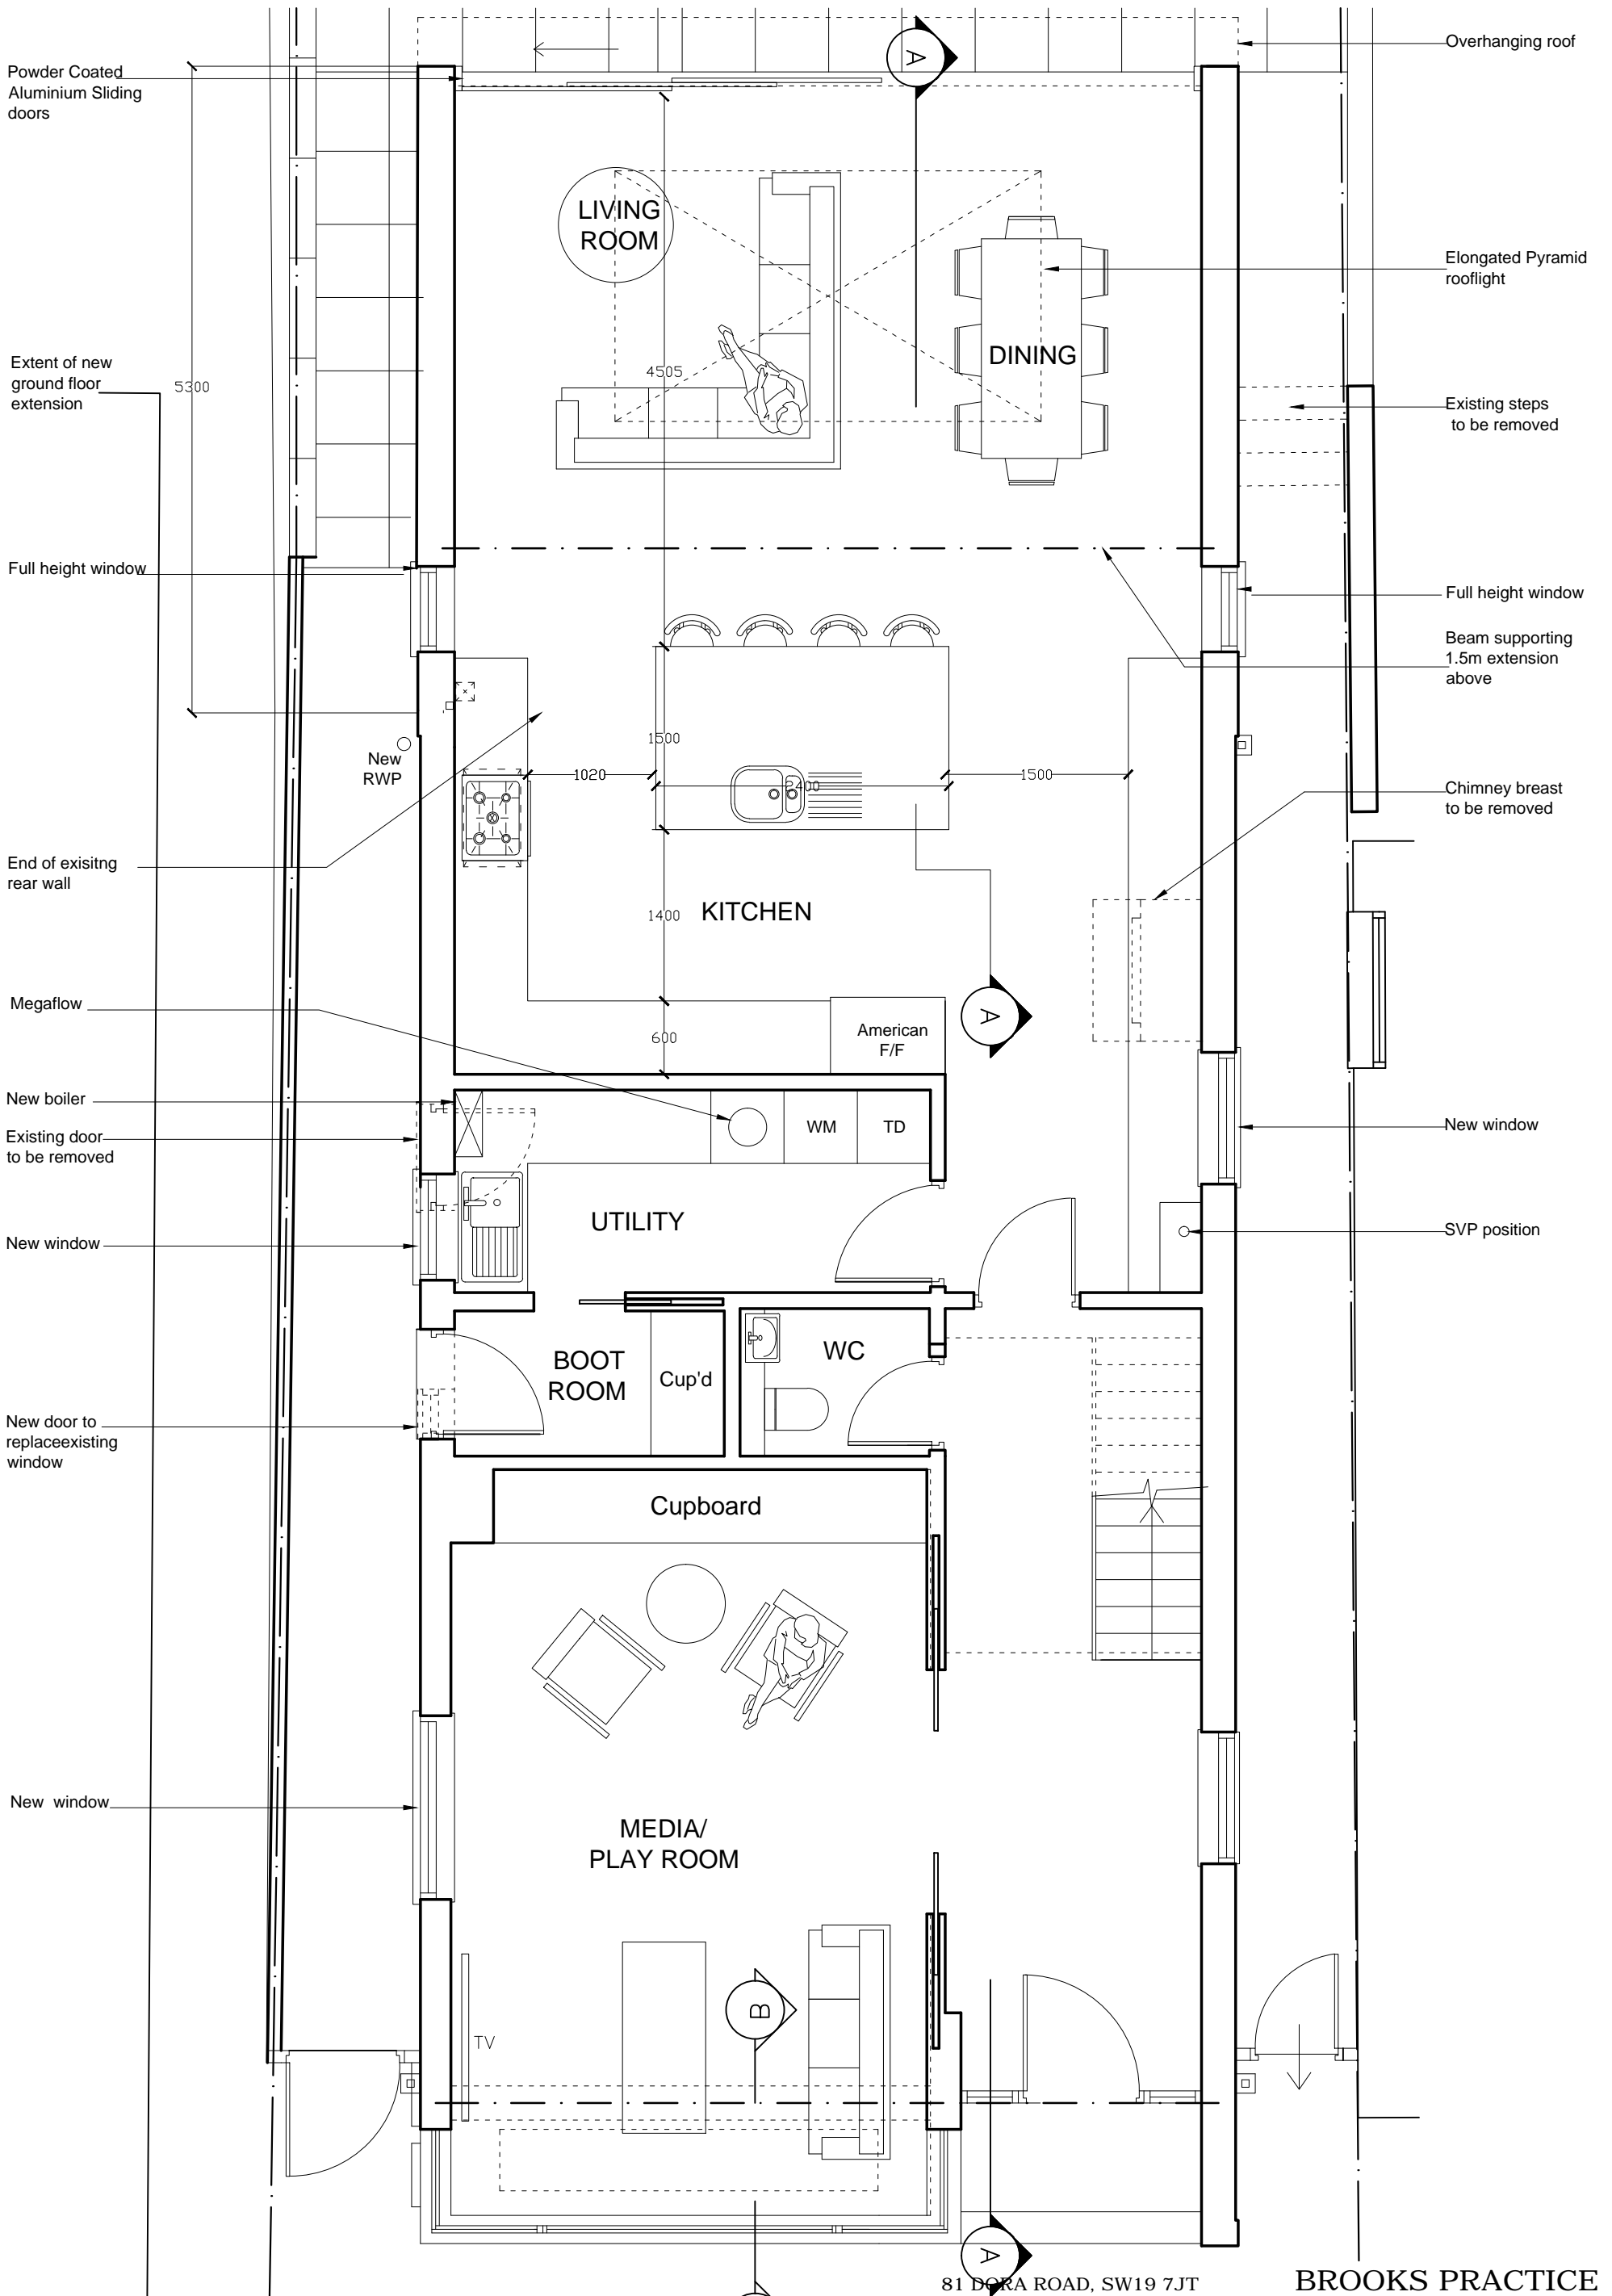 A
Overhanging roof
Powder Coated
Aluminium Sliding
doors
LIVING
ROOM
Elongated Pyramid
rooflight
DINING
Extent of new
ground floor
extension
5300
4505
Existing steps
to be removed
Full height window
Full height window
Beam supporting
1.5m extension
above
New
RWP
1500
1020
2400
1500
Chimney breast
to be removed
End of exisitng
rear wall
1400
KITCHEN
Megaflow
A
American
F/F
600
New boiler
Existing door
to be removed
WM
TD
New window
UTILITY
New window
SVP position
BOOT
ROOM
Cup'd
WC
New door to
replaceexisting
window
Cupboard
New window
MEDIA/
PLAY ROOM
B
TV
A
81 DORA ROAD, SW19 7JT
BROOKS PRACTICE